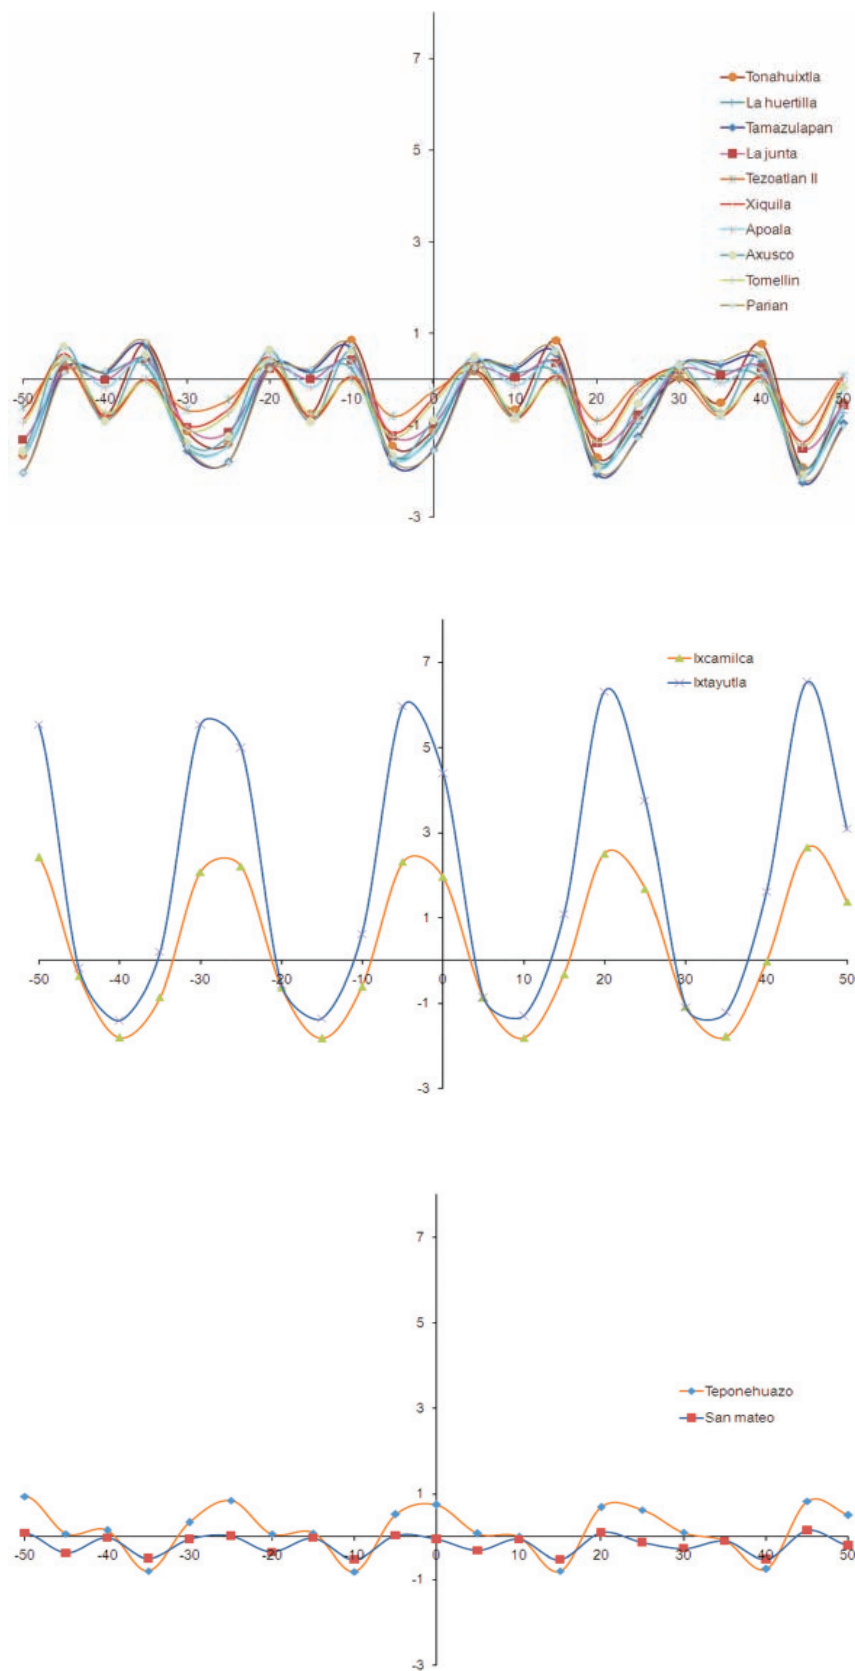 7
5
3
1
-50 -40 -30 -20 -10 0 10 20 30 40 50
-1
-3
Tonahuixtla
La huertilla
Tamazulapan
La junta
Tezoatlan II
Xiquila
Apoala
Axusco
Tomellin
Parian
7
5
3
1
-50 -40 -30 -20 -10 0 10 20 30 40 50
-1
-3
Ixcamilca
Ixtayutla
7
5
3
1
-50 -40 -30 -20 -10 0 10 20 30 40 50
-1
-3
Teponehuazo
San mateo